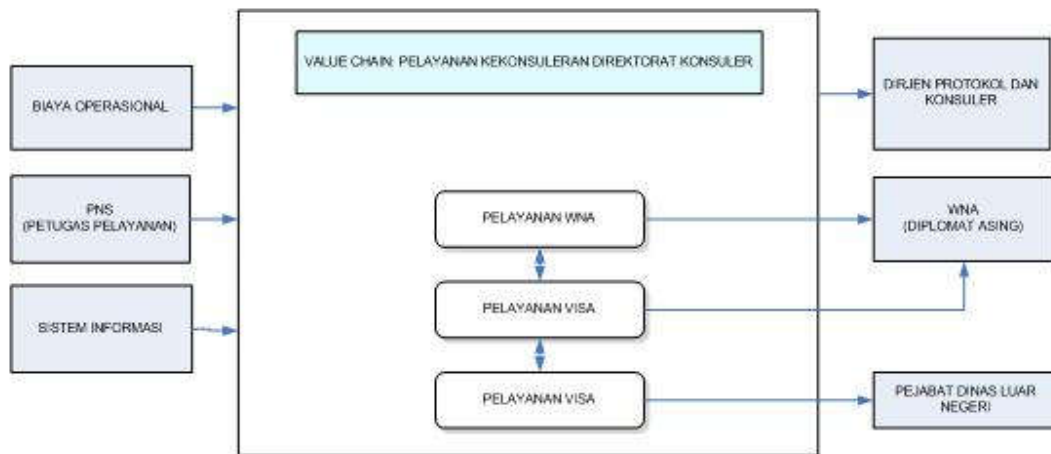 VALUE CHAIN: PELAYANAN KEKONSULERAN DIREKTORAT KONSULER
BIAYA OPERASIONAL
PNS
(PETUGAS PELAYANAN)
SISTEM INFORMASI
PELAYANAN WNA
PELAYANAN VISA
PELAYANAN VISA
DIRJEN PROTOKOL DAN
KONSULER
WNA
(DIPLOMAT ASING)
PEJABAT DINAS LUAR
NEGERI